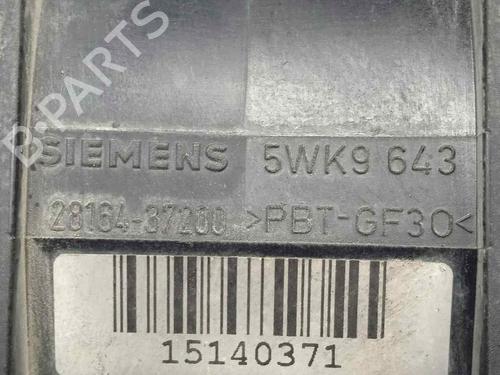 B-PARTS
SIEMENS 5WK9 643
28164-37200 >PBT-GF30<
15140371